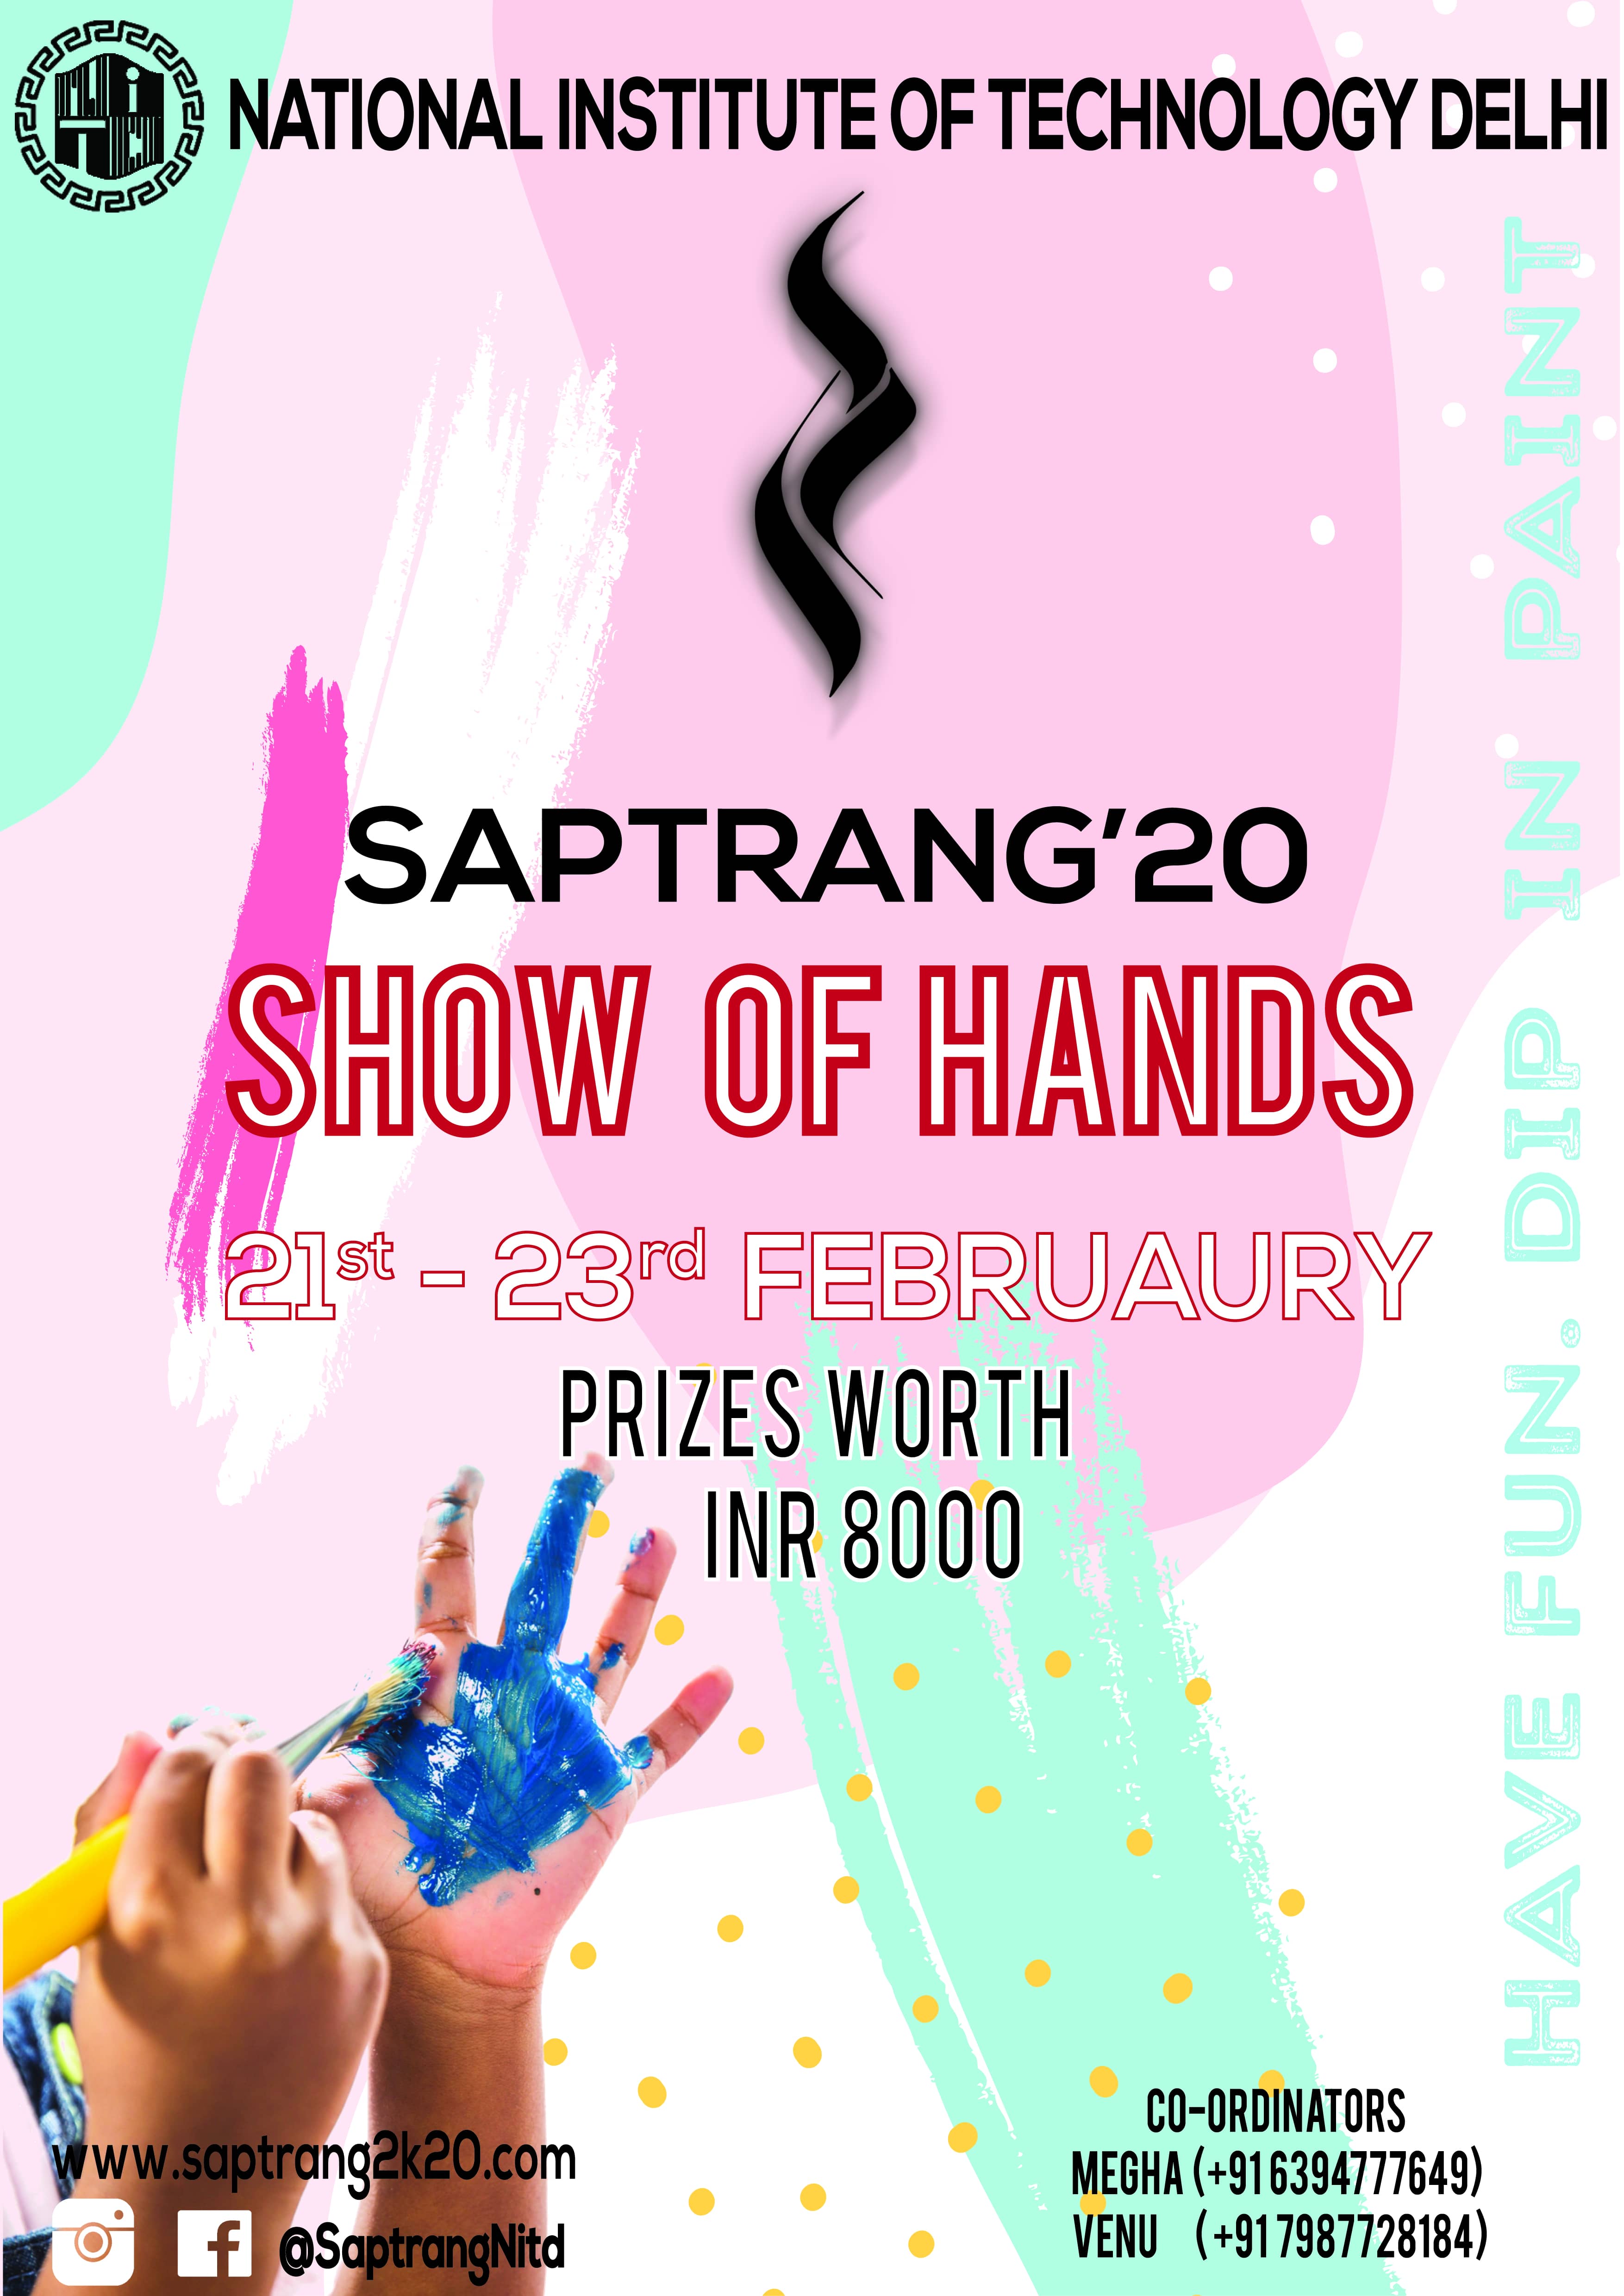 NATIONAL INSTITUTE OF TECHNOLOGY DELHI
SAPTRANG'20
SHOW OF HANDS
21st - 23rd FEBRUAURY
PRIZES WORTH
INR 8000
HAVE FUN. DIP IN PAINT
www.saptrang2k20.com
@SaptrangNitd
CO-ORDINATORS
MEGHA (+91 6394777649)
VENU (+91 7987728184)